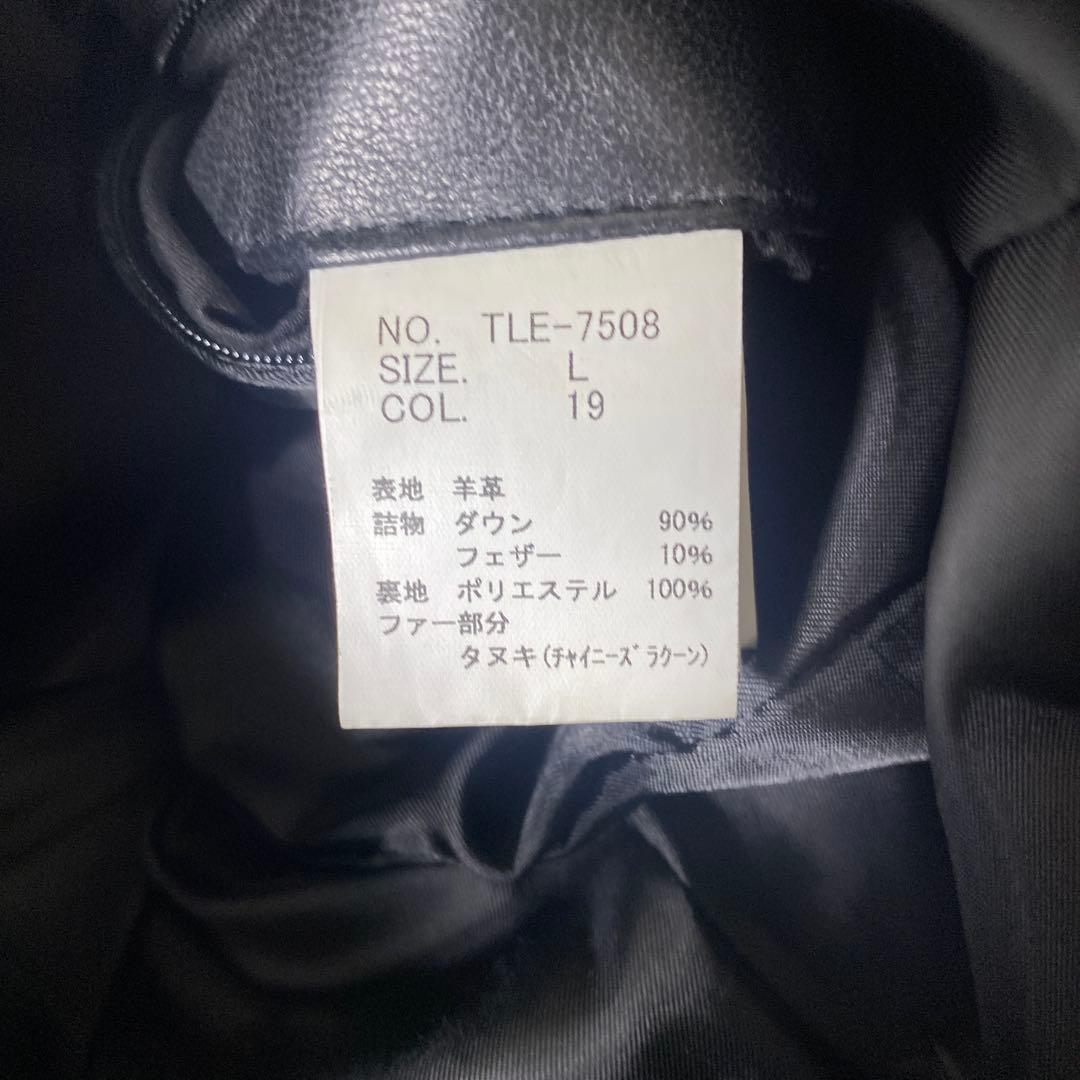 NO. TLE-7508
SIZE. L
COL. 19
表地 羊革
詰物 ダウン 90%
フェザー 10%
裏地 ポリエステル 100%
ファー部分
タヌキ(ﾁｬｲﾆｰｽﾞﾗｸｰﾝ)